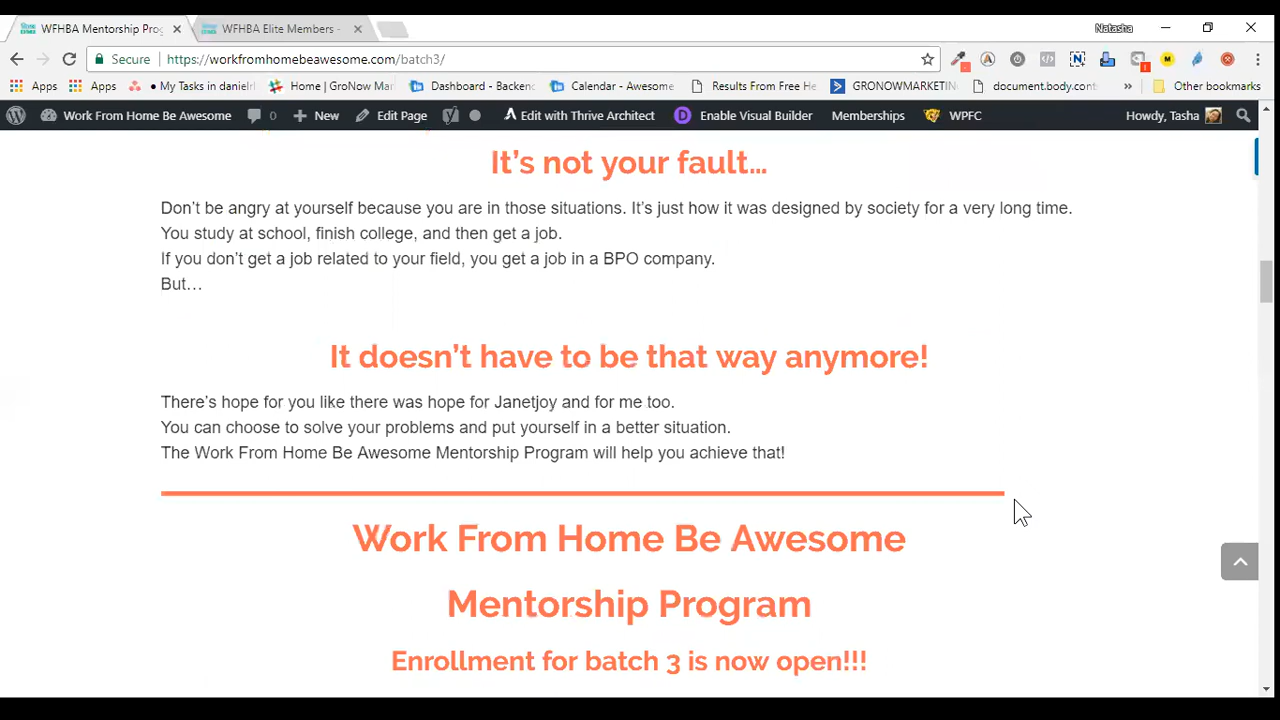 WFHBA Mentorship Prog
WFHBA Elite Members -
Natasha
Secure
https://workfromhomebeawesome.com/batch3/
Apps
Apps
My Tasks in danielr
Home | GroNow Mar
Dashboard - Backend
Calendar - Awesome
Results From Free He
GRONOWMARKETING
document.body.cont
»
Other bookmarks
Work From Home Be Awesome
0
New
Edit Page
Edit with Thrive Architect
Enable Visual Builder
Memberships
WPFC
Howdy, Tasha
It's not your fault…
Don't be angry at yourself because you are in those situations. It's just how it was designed by society for a very long time.
You study at school, finish college, and then get a job.
If you don't get a job related to your field, you get a job in a BPO company.
But…
It doesn't have to be that way anymore!
There's hope for you like there was hope for Janetjoy and for me too.
You can choose to solve your problems and put yourself in a better situation.
The Work From Home Be Awesome Mentorship Program will help you achieve that!
Work From Home Be Awesome
Mentorship Program
Enrollment for batch 3 is now open!!!